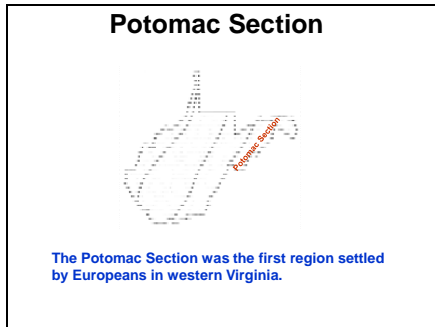 Potomac Section
Potomac Section
The Potomac Section was the first region settled
by Europeans in western Virginia.